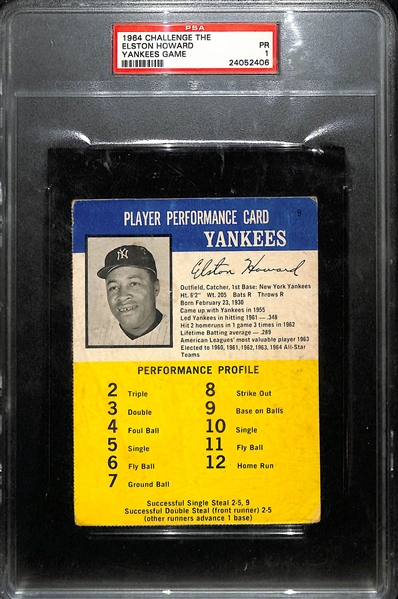 PSA
1964 CHALLENGE THE PR
ELSTON HOWARD 1
YANKEES GAME 24052406
9
PLAYER PERFORMANCE CARD
YANKEES
NY
Elston Howard
Outfield, Catcher, 1st Base: New York Yankees
Ht. 6'2" Wt. 205 Bats R Throws R
Born February 23, 1930
Came up with Yankees in 1955
Led Yankees in hitting 1961 — .348
Hit 2 homeruns in 1 game 3 times in 1962
Lifetime Batting average — .289
American Leagues most valuable player 1963
Elected to 1960, 1961, 1962, 1963, 1964 All-Star
Teams
PERFORMANCE PROFILE
2 Triple 8 Strike Out
3 Double 9 Base on Balls
4 Foul Ball 10 Single
5 Single 11 Fly Ball
6 Fly Ball 12 Home Run
7 Ground Ball
Successful Single Steal 2-5, 9
Successful Double Steal (front runner) 2-5
(other runners advance 1 base)